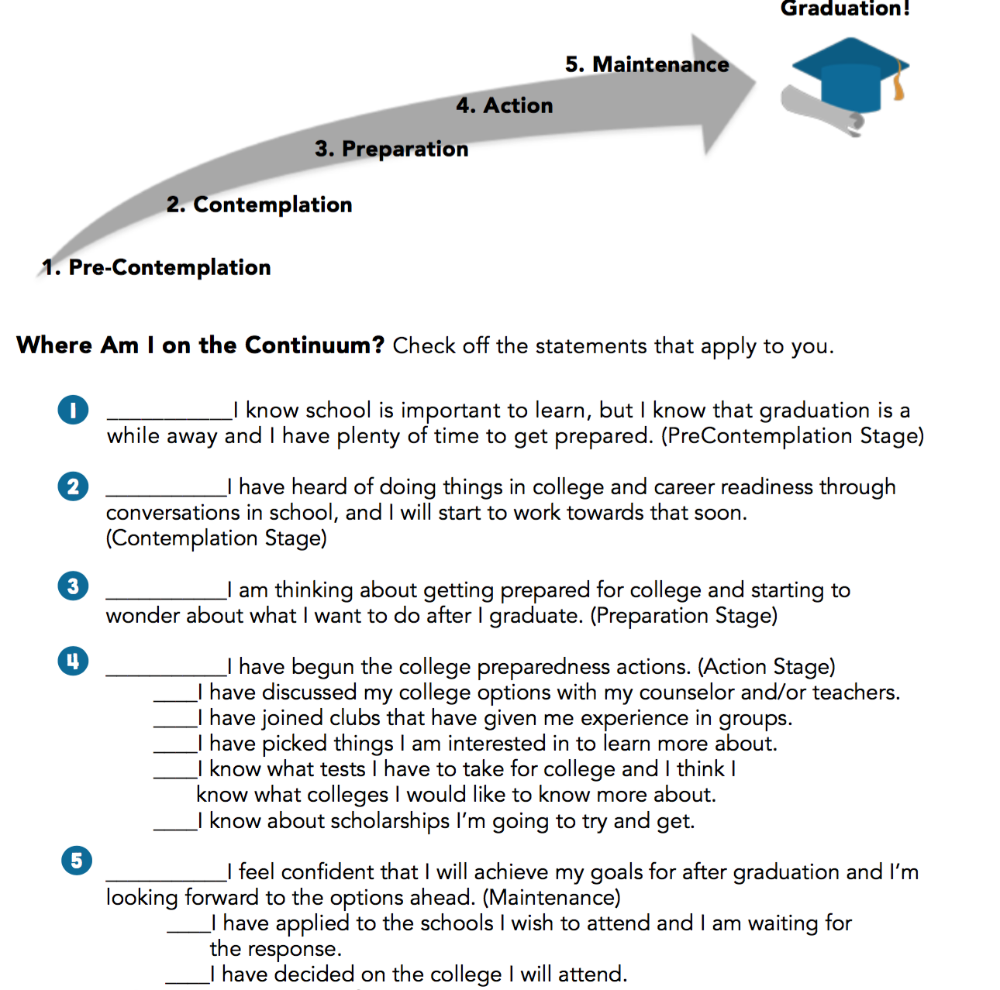 Graduation!
5. Maintenance
4. Action
3. Preparation
2. Contemplation
1. Pre-Contemplation
Where Am I on the Continuum? Check off the statements that apply to you.
1 ___________I know school is important to learn, but I know that graduation is a
while away and I have plenty of time to get prepared. (PreContemplation Stage)
2 ___________I have heard of doing things in college and career readiness through
conversations in school, and I will start to work towards that soon.
(Contemplation Stage)
3 ___________I am thinking about getting prepared for college and starting to
wonder about what I want to do after I graduate. (Preparation Stage)
4 ___________I have begun the college preparedness actions. (Action Stage)
____I have discussed my college options with my counselor and/or teachers.
____I have joined clubs that have given me experience in groups.
____I have picked things I am interested in to learn more about.
____I know what tests I have to take for college and I think I
know what colleges I would like to know more about.
____I know about scholarships I’m going to try and get.
5 ___________I feel confident that I will achieve my goals for after graduation and I’m
looking forward to the options ahead. (Maintenance)
____I have applied to the schools I wish to attend and I am waiting for
the response.
____I have decided on the college I will attend.